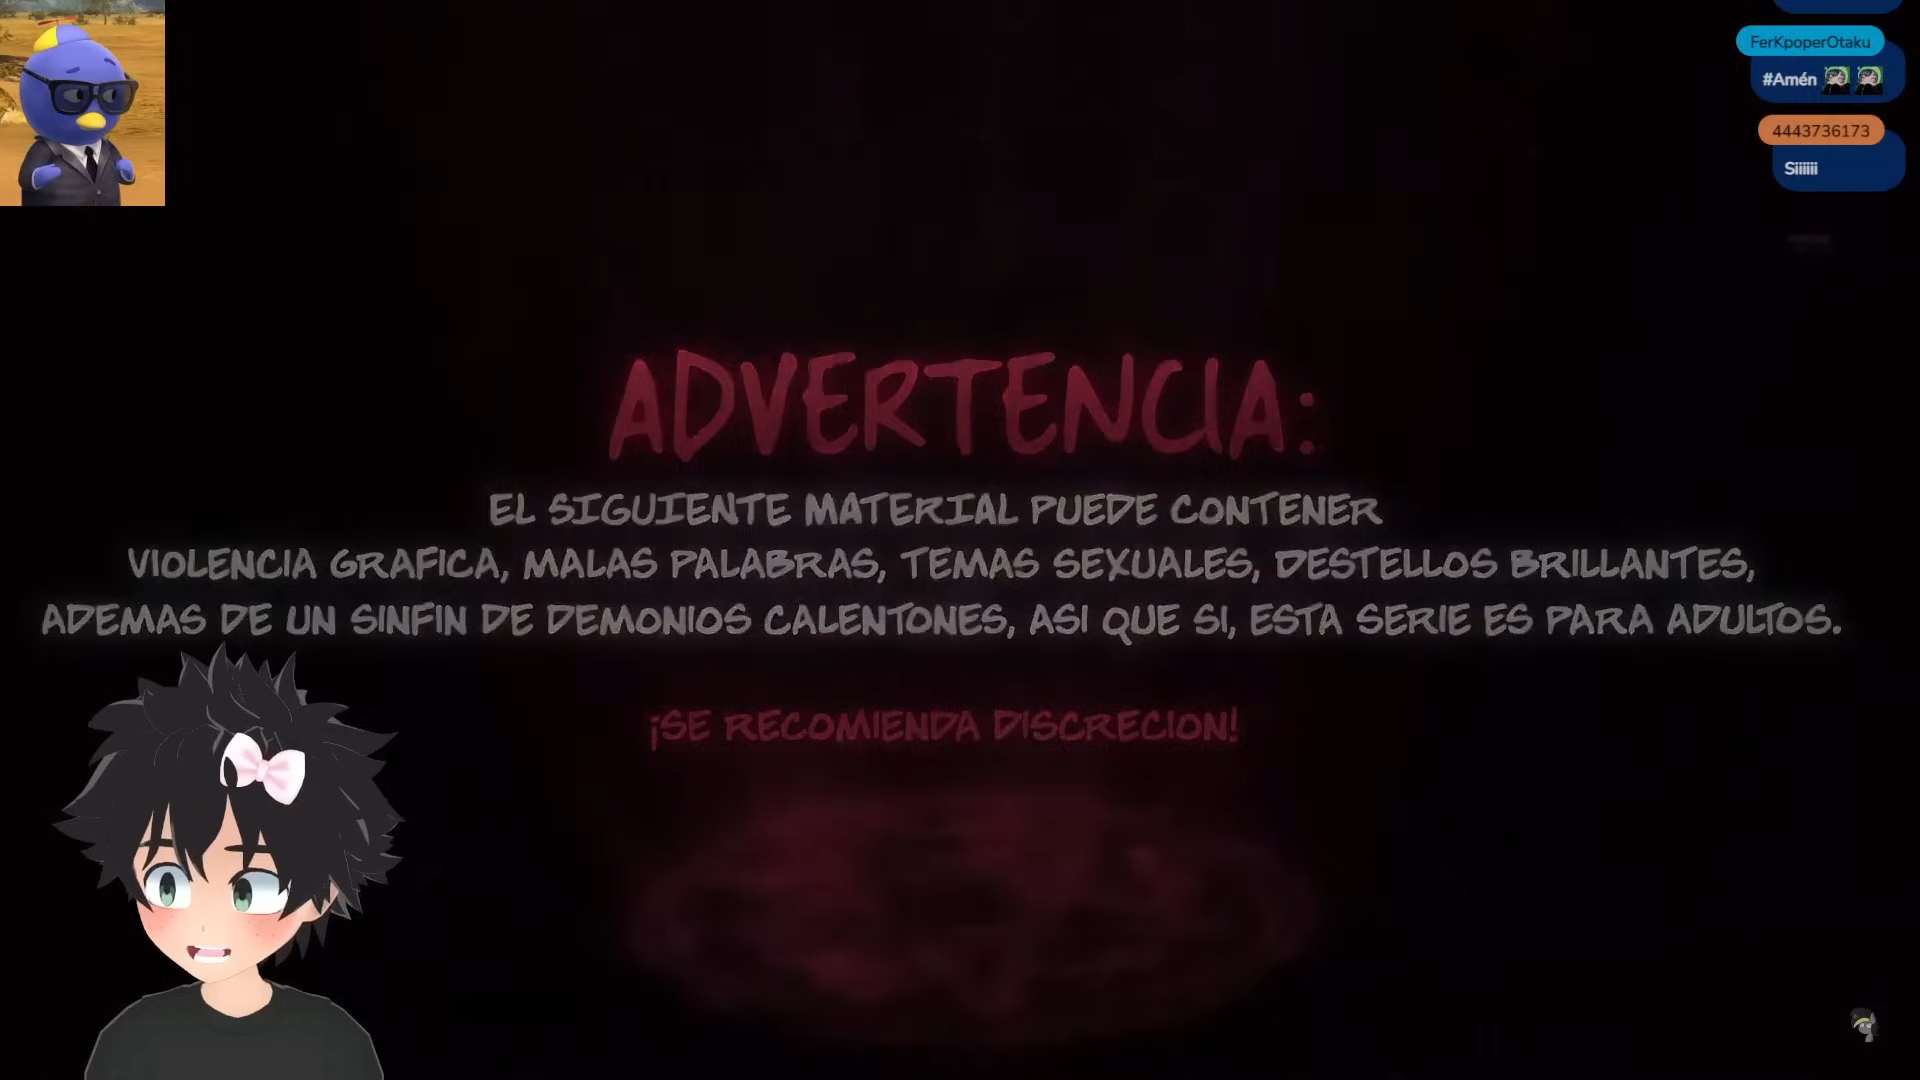 FerKpoperOtaku
#Amén
4443736173
Siiiiii
ADVERTENCIA:
EL SIGUIENTE MATERIAL PUEDE CONTENER
VIOLENCIA GRAFICA, MALAS PALABRAS, TEMAS SEXUALES, DESTELLOS BRILLANTES,
ADEMAS DE UN SINFIN DE DEMONIOS CALENTONES, ASI QUE SI, ESTA SERIE ES PARA ADULTOS.
¡SE RECOMIENDA DISCRECION!